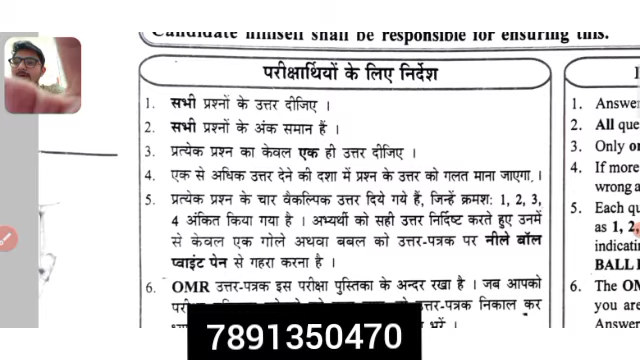 Candidate himself shall be responsible for ensuring this.
परीक्षार्थियों के लिए निर्देश
1. सभी प्रश्नों के उत्तर दीजिए ।
2. सभी प्रश्नों के अंक समान हैं ।
3. प्रत्येक प्रश्न का केवल एक ही उत्तर दीजिए ।
4. एक से अधिक उत्तर देने की दशा में प्रश्न के उत्तर को गलत माना जाएगा ।
5. प्रत्येक प्रश्न के चार वैकल्पिक उत्तर दिये गये हैं, जिन्हें क्रमश: 1, 2, 3,
4 अंकित किया गया है । अभ्यर्थी को सही उत्तर निर्दिष्ट करते हुए उनमें
से केवल एक गोले अथवा बबल को उत्तर-पत्रक पर नीले बॉल
प्वाइंट पेन से गहरा करना है ।
6. OMR उत्तर-पत्रक इस परीक्षा पुस्तिका के अन्दर रखा है । जब आपको
उत्तर-पत्रक निकाल कर
भरें ।
1. Answer
2. All que
3. Only o
4. If more
wrong a
5. Each qu
as 1, 2,
indicatin
BALL
6. The OM
you are
Answer
7891350470